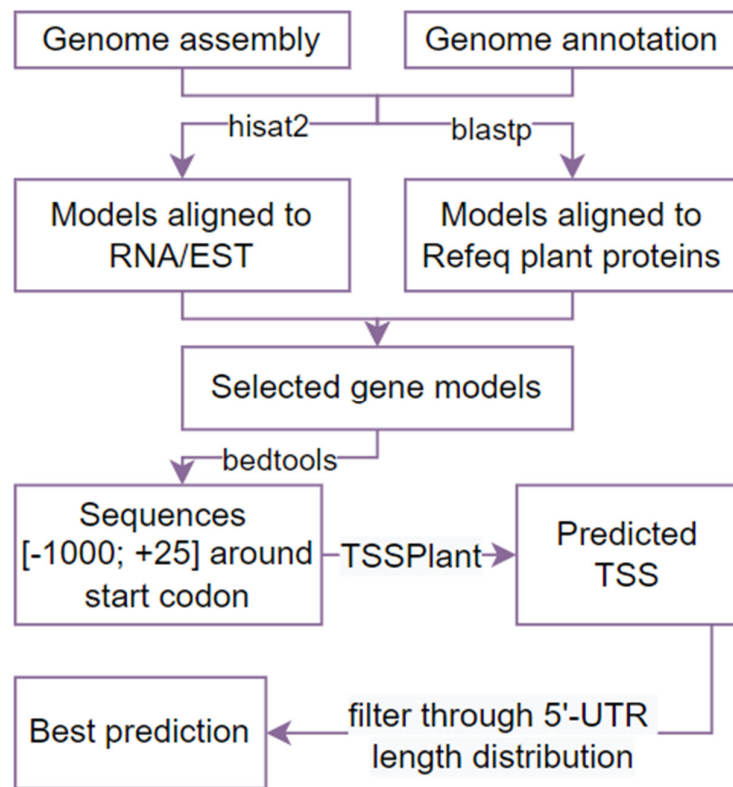 Genome assembly
Genome annotation
hisat2
blastp
Models aligned to
RNA/EST
Models aligned to
Refeq plant proteins
Selected gene models
bedtools
Sequences
[-1000; +25] around
start codon
TSSPlant
Predicted
TSS
Best prediction
filter through 5'-UTR
length distribution